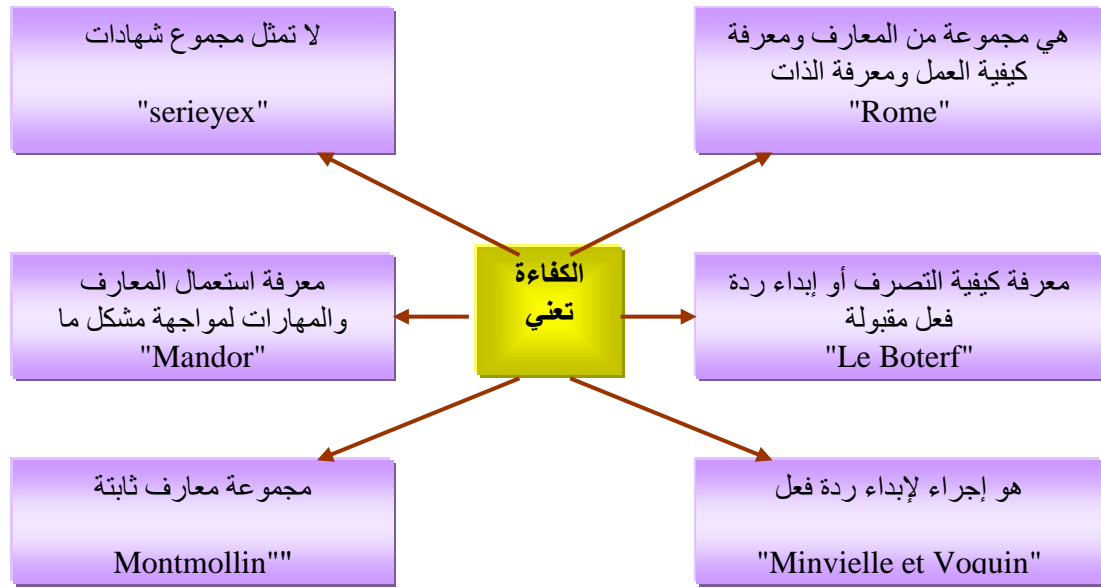 هي مجموعة من المعارف ومعرفة
كيفية العمل ومعرفة الذات
"Rome"
لا تمثل مجموع شهادات
"serieyex"
الكفاءة
تعني
معرفة كيفية التصرف أو إبداء ردة
فعل مقبولة
"Le Boterf"
معرفة استعمال المعارف
والمهارات لمواجهة مشكل ما
"Mandor"
هو إجراء لإبداء ردة فعل
"Minvielle et Voquin"
مجموعة معارف ثابتة
Montmollin""